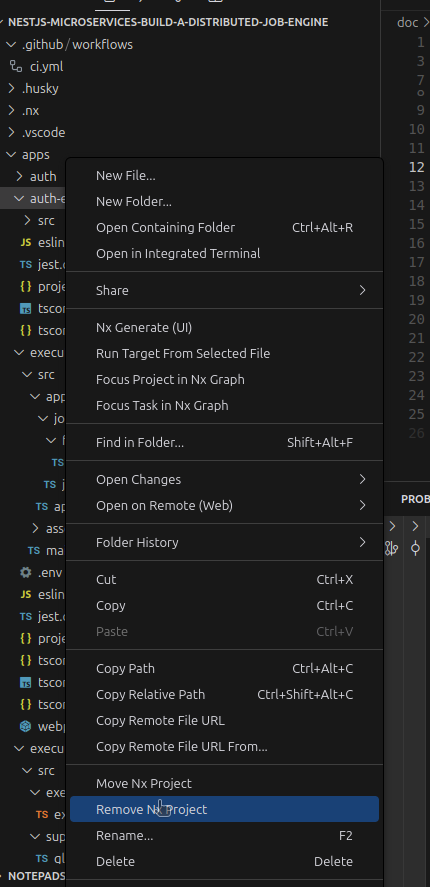 NESTJS-MICROSERVICES-BUILD-A-DISTRIBUTED-JOB-ENGINE
doc >
.github / workflows
1
ci.yml
3
.husky
7
.nx
8
.vscode
9
apps
10
11
auth
New File...
12
auth-e
New Folder...
13
src
Open Containing Folder Ctrl+Alt+R
14
JS eslin
Open in Integrated Terminal
15
TS jest.c
16
{ } proje
Share
17
TS tscon
18
{ } tscon
Nx Generate (UI)
19
execu
Run Target From Selected File
20
src
Focus Project in Nx Graph
21
app
Focus Task in Nx Graph
22
jo
23
f
Find in Folder... Shift+Alt+F
24
TS
25
TS j
Open Changes
26
TS ap
Open on Remote (Web)
PROB
asse
Folder History
TS ma
.env
Cut Ctrl+X
JS eslin
Copy Ctrl+C
TS jest.c
Paste Ctrl+V
{ } proje
{ } tscon
Copy Path Ctrl+Alt+C
TS tscon
Copy Relative Path Ctrl+Shift+Alt+C
{ } tscon
Copy Remote File URL
webp
Copy Remote File URL From...
execu
src
Move Nx Project
exe
Remove Nx Project
TS ex
Rename... F2
sup
Delete Delete
TS gl
NOTEPADS